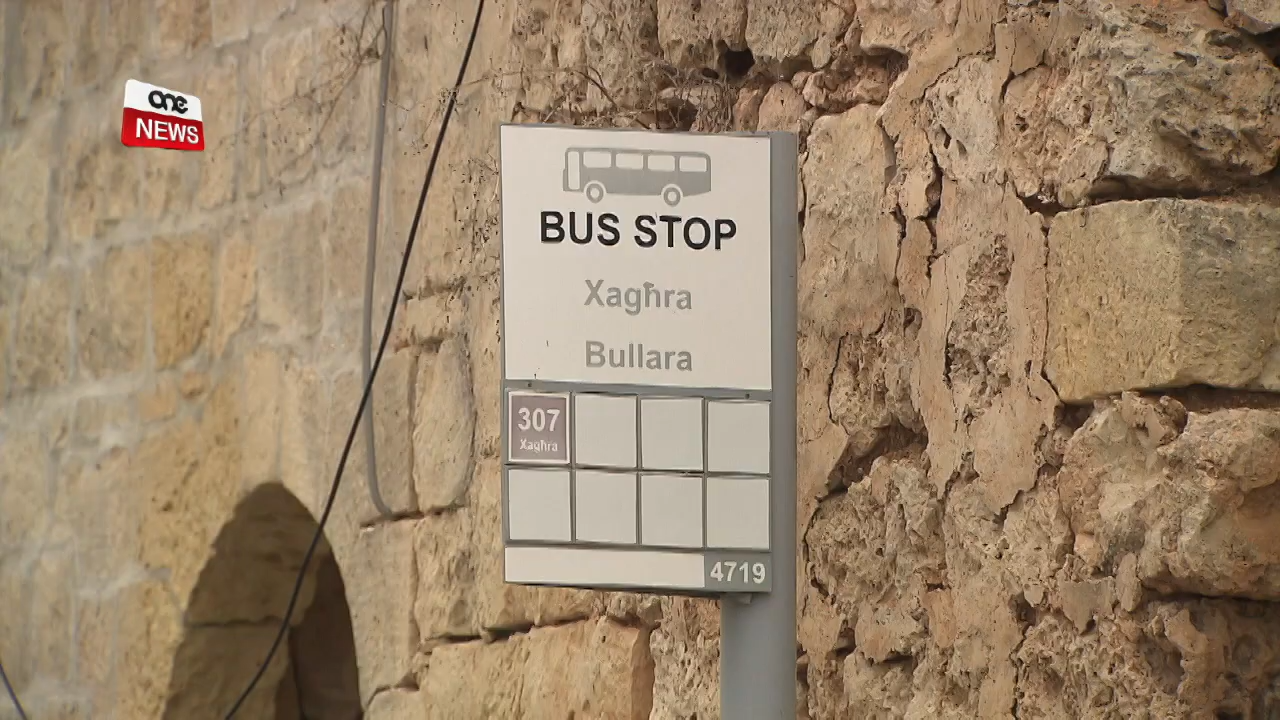 one
NEWS
BUS STOP
Xagħra
Bullara
307
Xagħra
4719